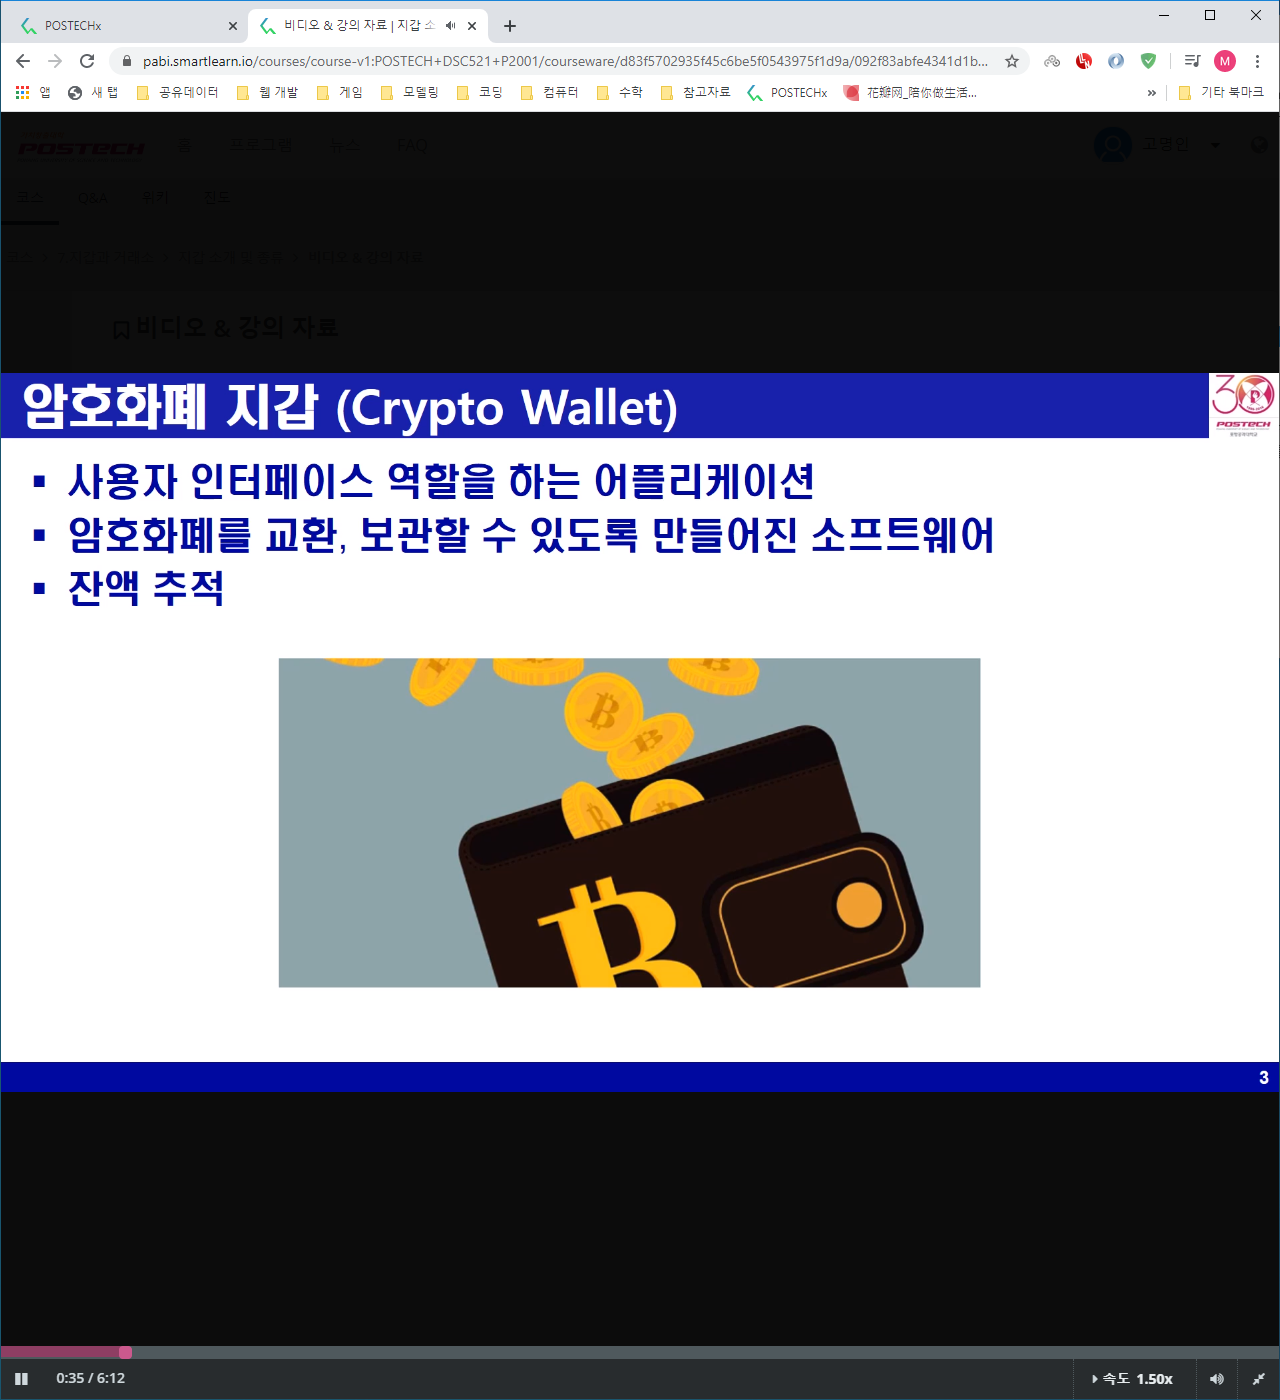 POSTECHx
비디오 & 강의 자료 | 지갑 소
pabi.smartlearn.io/courses/course-v1:POSTECH+DSC521+P2001/courseware/d83f5702935f45c6be5f0543975f1d9a/092f83abfe4341d1b...
M
앱 새 탭 공유데이터 웹 개발 게임 모델링 코딩 컴퓨터 수학 참고자료 POSTECHx 花瓣网_陪你做生活... » 기타 북마크
POSTECH 홈 프로그램 뉴스 FAQ 고영인
코스 Q&A 위키 진도
비디오 & 강의 자료
암호화폐 지갑 (Crypto Wallet)
30
POSTECH
사용자 인터페이스 역할을 하는 어플리케이션
암호화폐를 교환, 보관할 수 있도록 만들어진 소프트웨어
잔액 추적
3
0:35 / 6:12
속도 1.50x